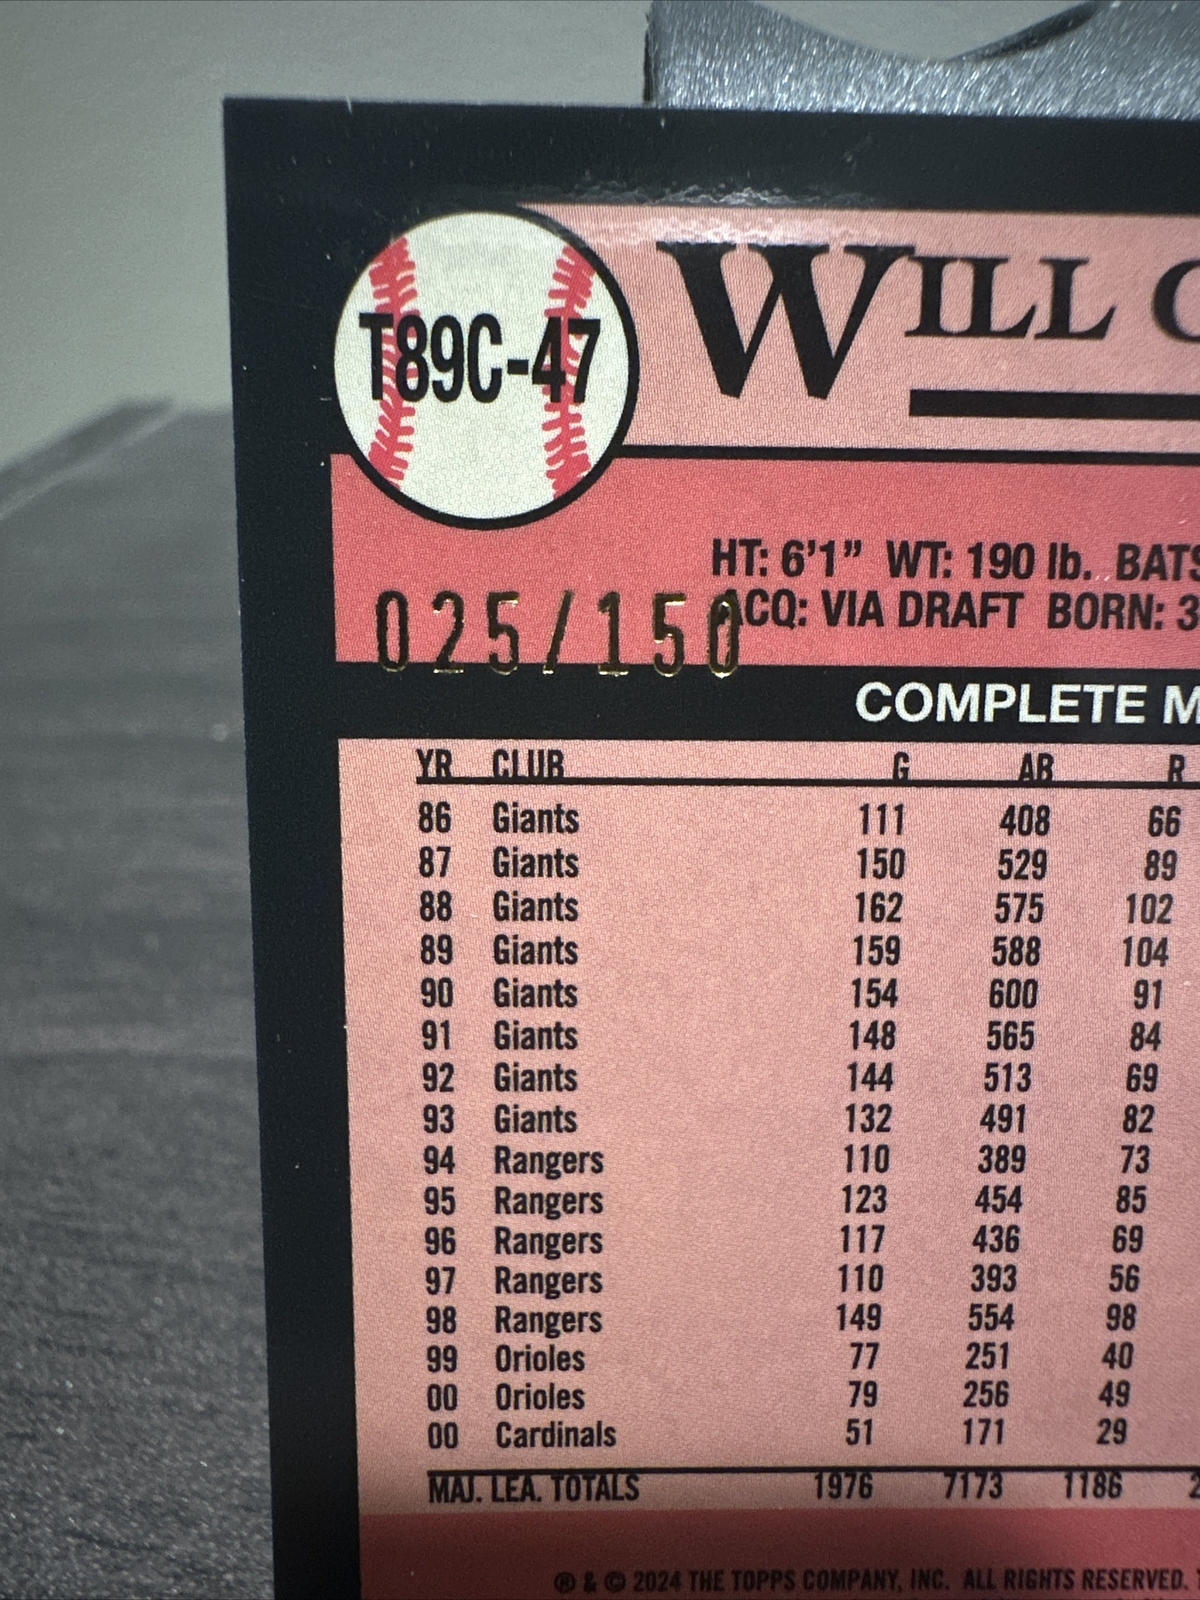 T89C-47
WILL C
HT: 6'1" WT: 190 lb. BATS
ACQ: VIA DRAFT BORN: 3
025/150
COMPLETE M
YR CLUB G AB R
86 Giants 111 408 66
87 Giants 150 529 89
88 Giants 162 575 102
89 Giants 159 588 104
90 Giants 154 600 91
91 Giants 148 565 84
92 Giants 144 513 69
93 Giants 132 491 82
94 Rangers 110 389 73
95 Rangers 123 454 85
96 Rangers 117 436 69
97 Rangers 110 393 56
98 Rangers 149 554 98
99 Orioles 77 251 40
00 Orioles 79 256 49
00 Cardinals 51 171 29
MAJ. LEA. TOTALS 1976 7173 1186 2
® & © 2024 THE TOPPS COMPANY, INC. ALL RIGHTS RESERVED.